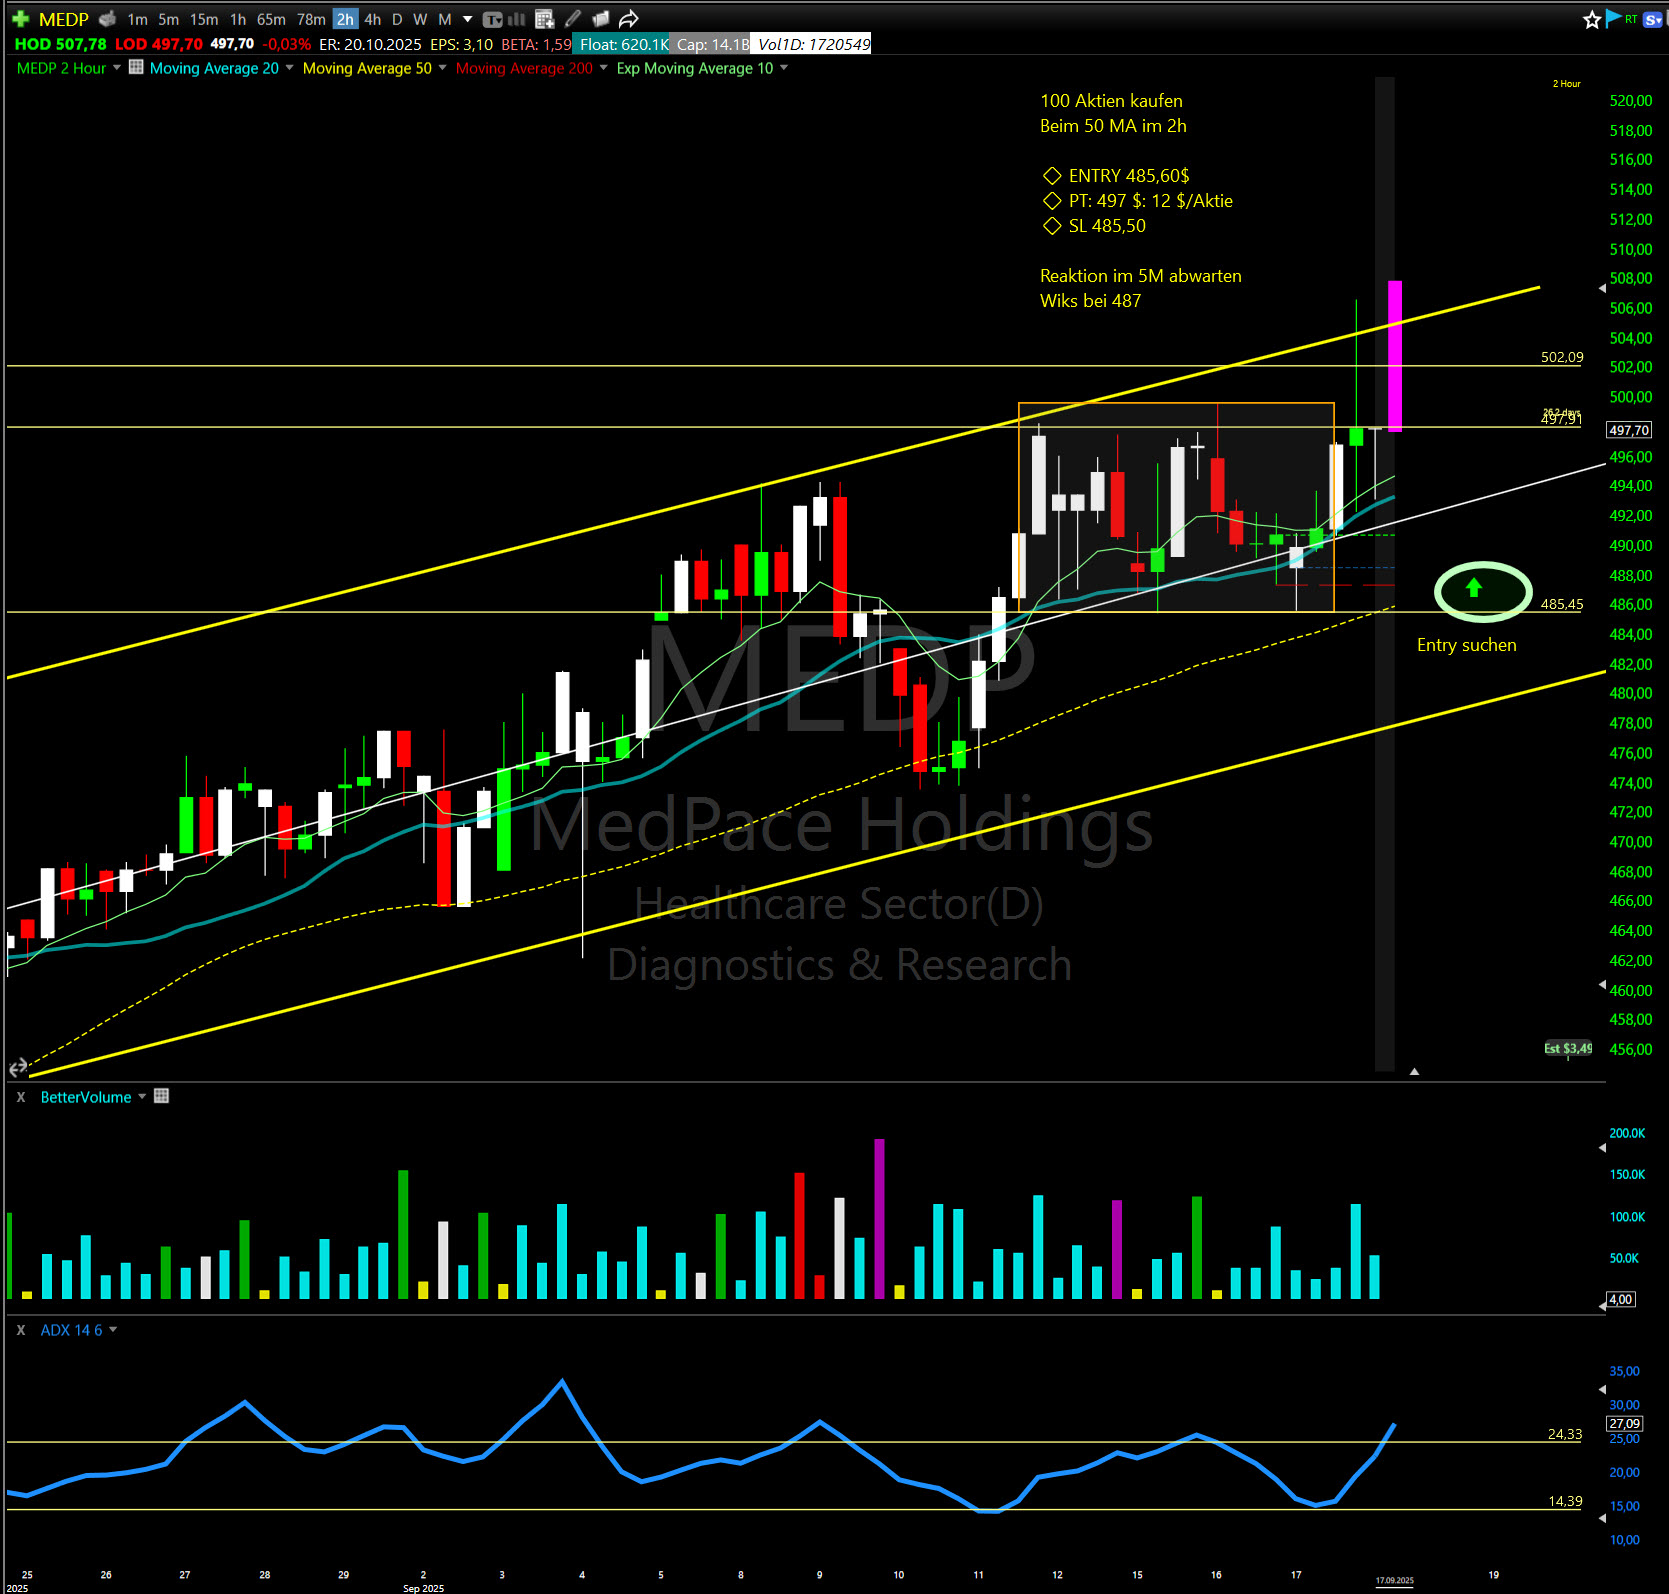 MEDP 1m 5m 15m 1h 65m 78m 2h 4h D W M T RT S
HOD 507,78 LOD 497,70 497,70 -0,03% ER: 20.10.2025 EPS: 3,10 BETA: 1,59 Float: 620.1K Cap: 14.1B Vol1D: 1720549
MEDP 2 Hour Moving Average 20 Moving Average 50 Moving Average 200 Exp Moving Average 10
2 Hour
100 Aktien kaufen
Beim 50 MA im 2h
ENTRY 485,60$
PT: 497 $: 12 $/Aktie
SL 485,50
Reaktion im 5M abwarten
Wiks bei 487
520,00
518,00
516,00
514,00
512,00
510,00
508,00
506,00
504,00
502,09
502,00
500,00
497,91
497,70
496,00
494,00
492,00
490,00
488,00
486,00
485,45
484,00
Entry suchen
482,00
480,00
478,00
476,00
474,00
472,00
470,00
468,00
466,00
464,00
462,00
460,00
458,00
456,00
Est $3,49
MEDP
MedPace Holdings
Healthcare Sector(D)
Diagnostics & Research
X BetterVolume
200.0K
150.0K
100.0K
50.0K
4,00
X ADX 14 6
35,00
30,00
27,09
24,33
25,00
20,00
14,39
15,00
10,00
25 26 27 28 29 2 3 4 5 8 9 10 11 12 15 16 17 17.09.2025 19
2025 Sep 2025